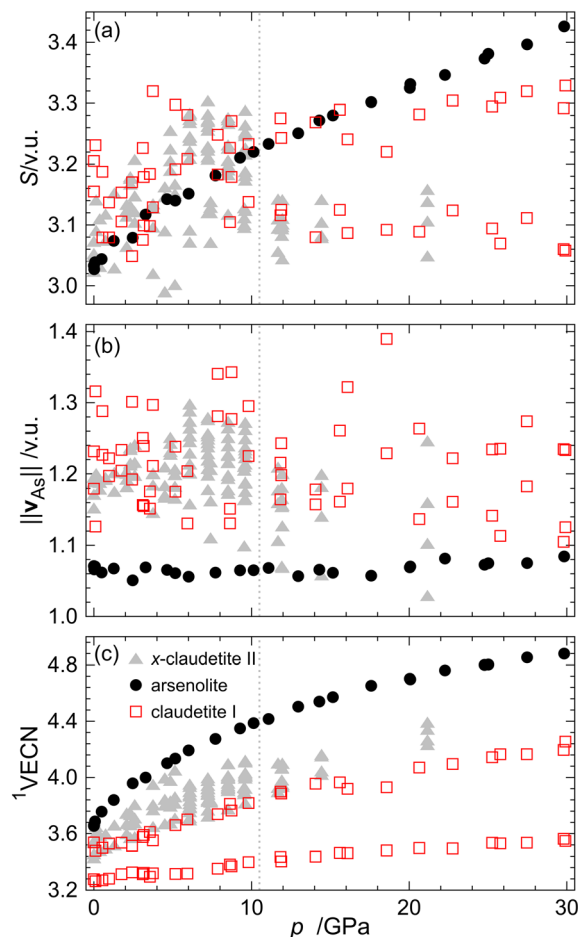 (a)
3.4
3.3
3.2
3.1
3.0
S/v.u.
(b)
1.4
1.3
1.2
1.1
1.0
||v_As|| /v.u.
(c)
x-claudetite II
arsenolite
claudetite I
4.8
4.4
4.0
3.6
3.2
¹VECN
0 10 20 30
p /GPa